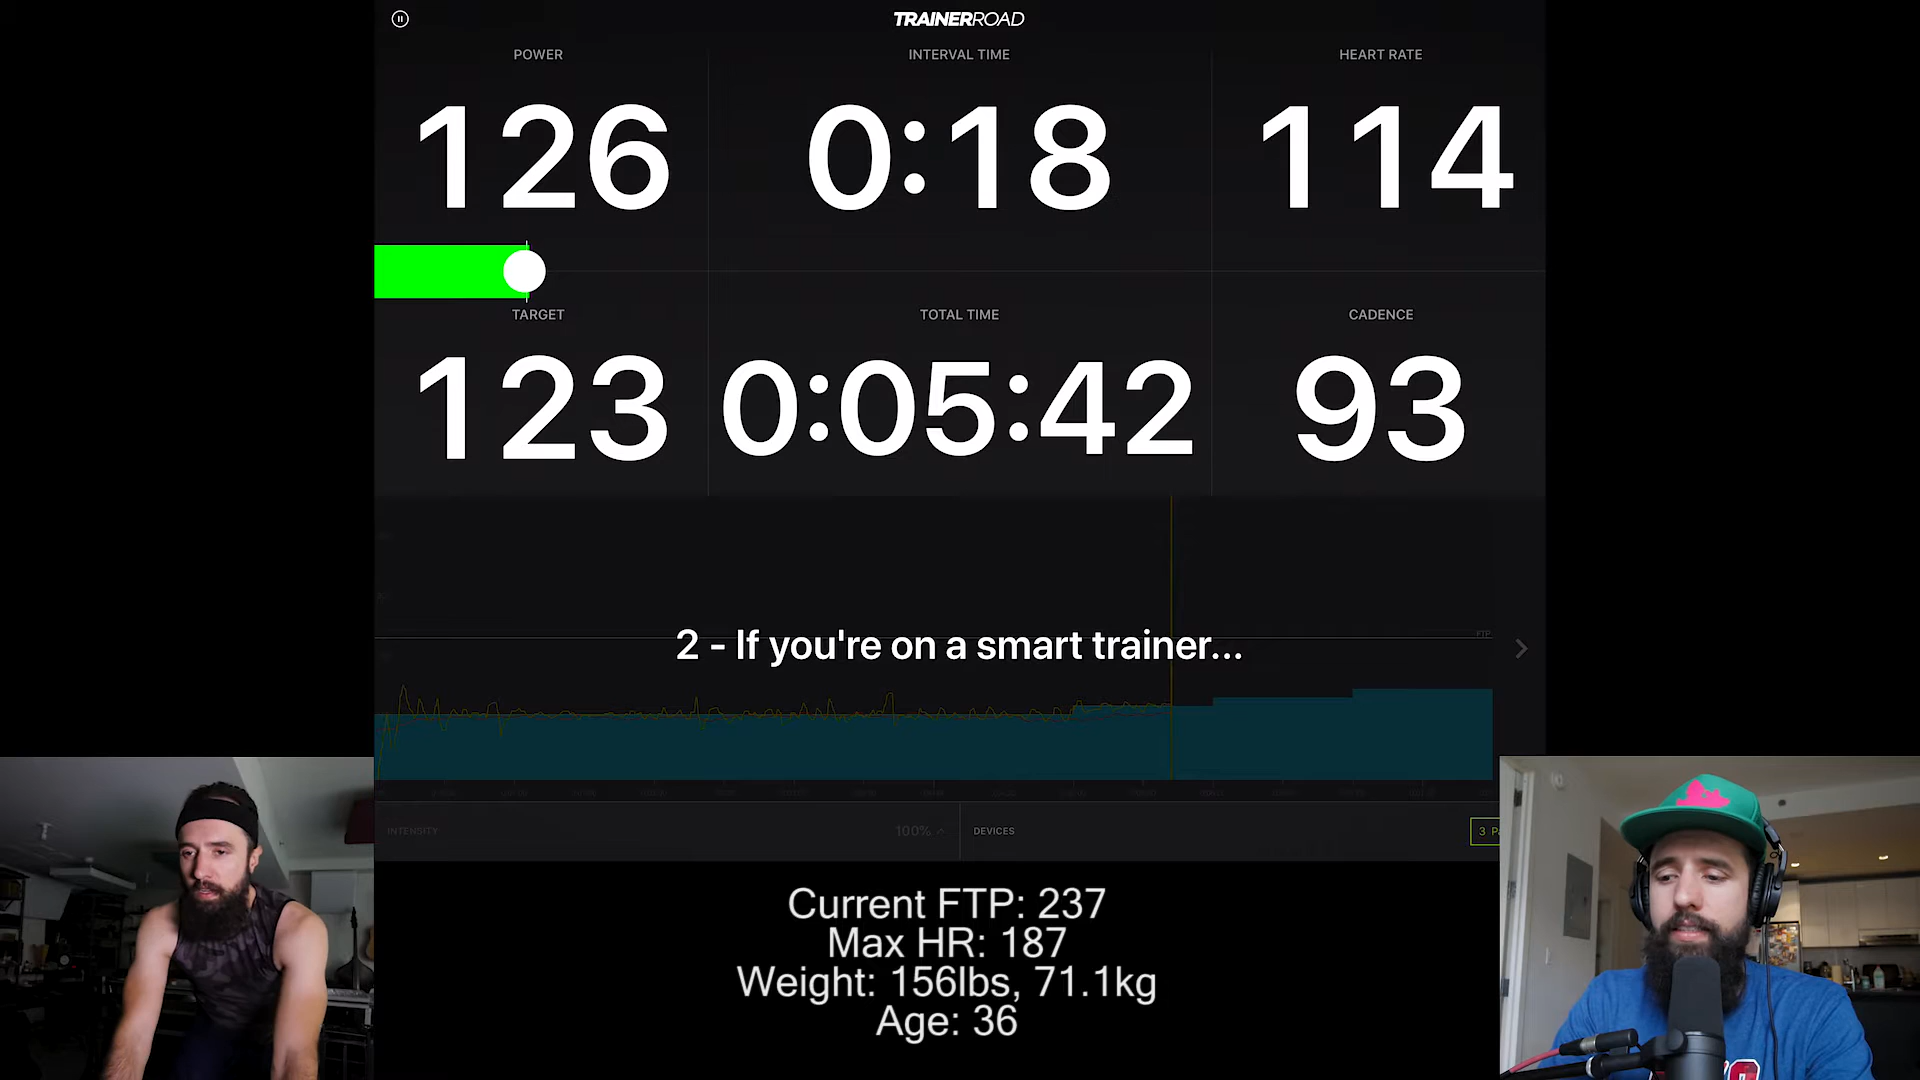 TRAINERROAD
POWER
INTERVAL TIME
HEART RATE
126
0:18
114
TARGET
TOTAL TIME
CADENCE
123
0:05:42
93
FTP
2 - If you're on a smart trainer...
INTENSITY
100%
DEVICES
3
Current FTP: 237
Max HR: 187
Weight: 156lbs, 71.1kg
Age: 36